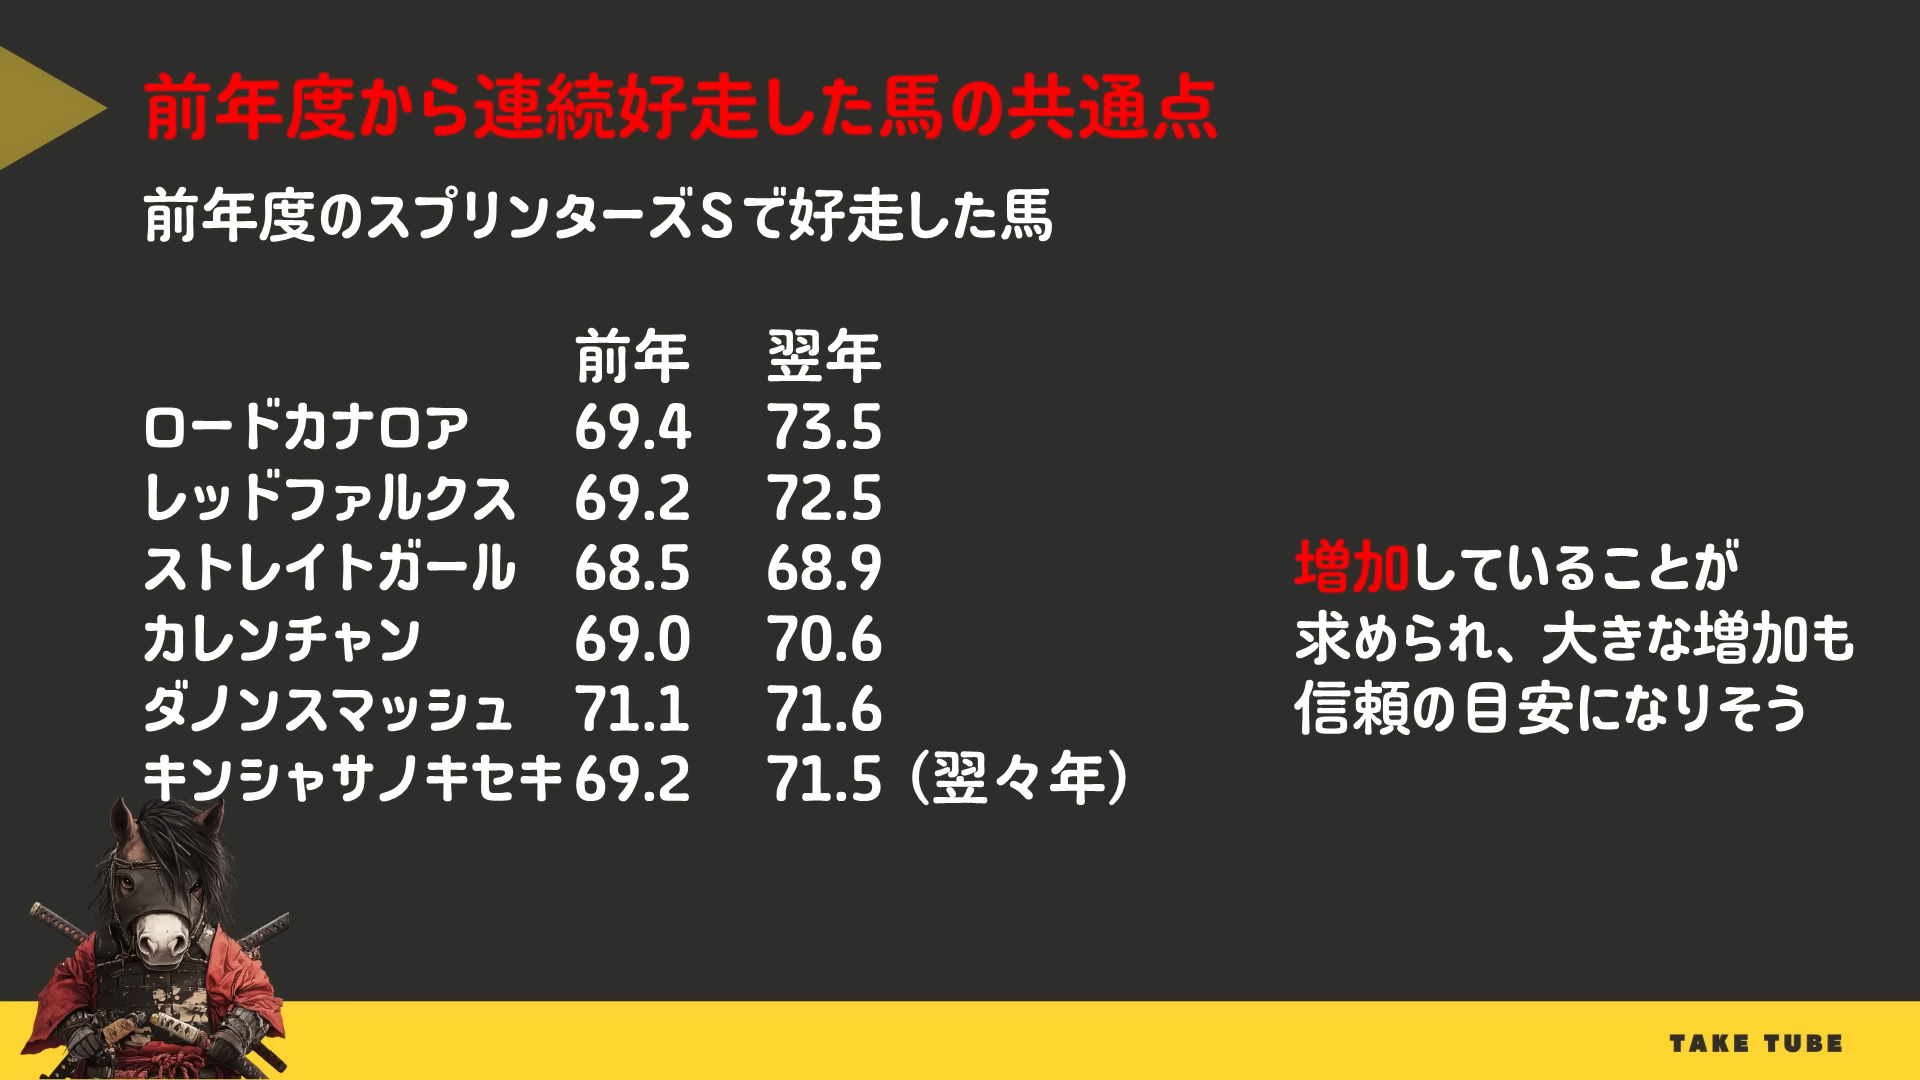 前年度から連続好走した馬の共通点
前年度のスプリンターズSで好走した馬
前年 翌年
ロードカナロア 69.4 73.5
レッドファルクス 69.2 72.5
ストレイトガール 68.5 68.9
カレンチャン 69.0 70.6
ダノンスマッシュ 71.1 71.6
キンシャサノキセキ 69.2 71.5(翌々年)
増加していることが
求められ、大きな増加も
信頼の目安になりそう
TAKE TUBE